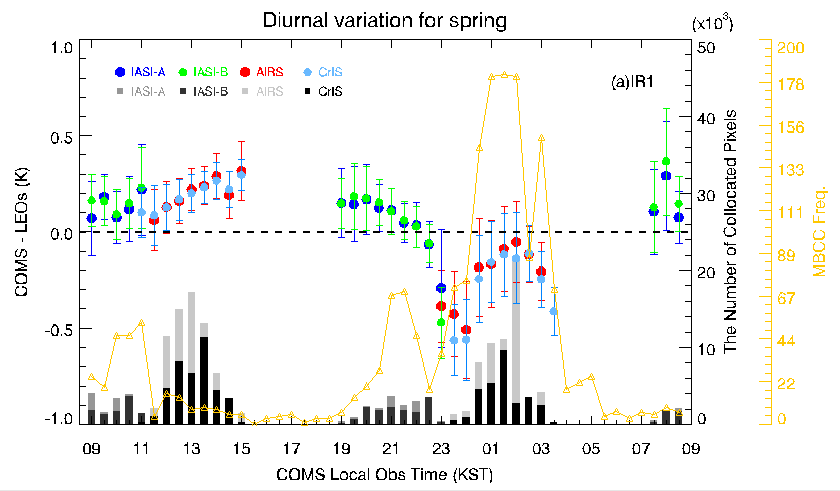 Diurnal variation for spring
(x10³)
1.0
0.5
0.0
-0.5
-1.0
COMS - LEOs (K)
IASI-A IASI-B AIRS CrIS
IASI-A IASI-B AIRS CrIS
(a)IR1
50
40
30
20
10
0
The Number of Collocated Pixels
200
178
156
133
111
89
67
44
22
0
MBCC Freq.
09 11 13 15 17 19 21 23 01 03 05 07 09
COMS Local Obs Time (KST)